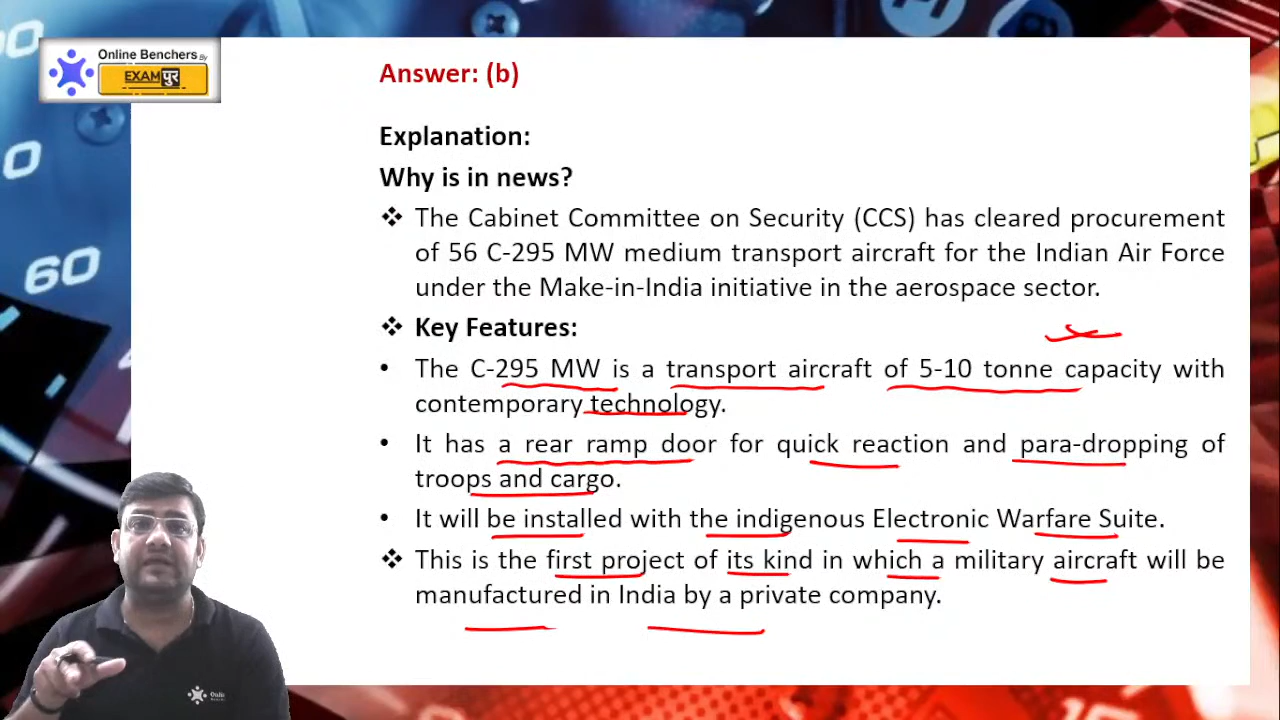 Online Benchers By
EXAMपुर
Answer: (b)
Explanation:
Why is in news?
❖ The Cabinet Committee on Security (CCS) has cleared procurement
of 56 C-295 MW medium transport aircraft for the Indian Air Force
under the Make-in-India initiative in the aerospace sector.
❖ Key Features:
• The C-295 MW is a transport aircraft of 5-10 tonne capacity with
contemporary technology.
• It has a rear ramp door for quick reaction and para-dropping of
troops and cargo.
• It will be installed with the indigenous Electronic Warfare Suite.
❖ This is the first project of its kind in which a military aircraft will be
manufactured in India by a private company.
60